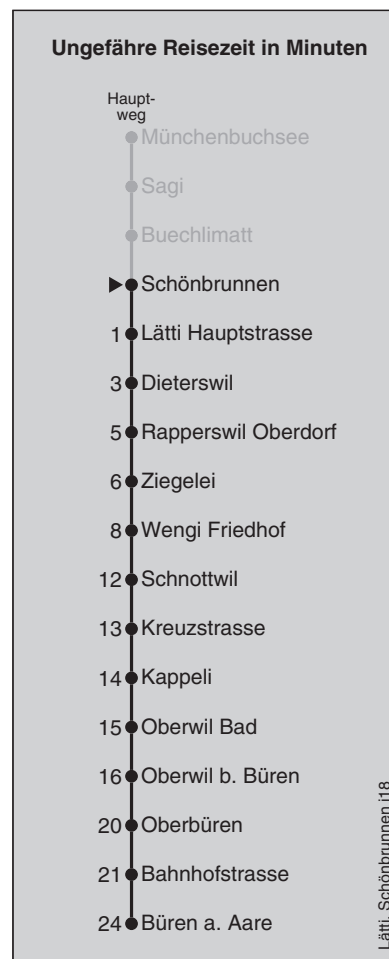 Ungefähre Reisezeit in Minuten
Haupt-
weg
Münchenbuchsee
Sagi
Buechlimatt
Schönbrunnen
1 Lätti Hauptstrasse
3 Dieterswil
5 Rapperswil Oberdorf
6 Ziegelei
8 Wengi Friedhof
12 Schnottwil
13 Kreuzstrasse
14 Kappeli
15 Oberwil Bad
16 Oberwil b. Büren
20 Oberbüren
21 Bahnhofstrasse
24 Büren a. Aare
Lätti, Schönbrunnen j18